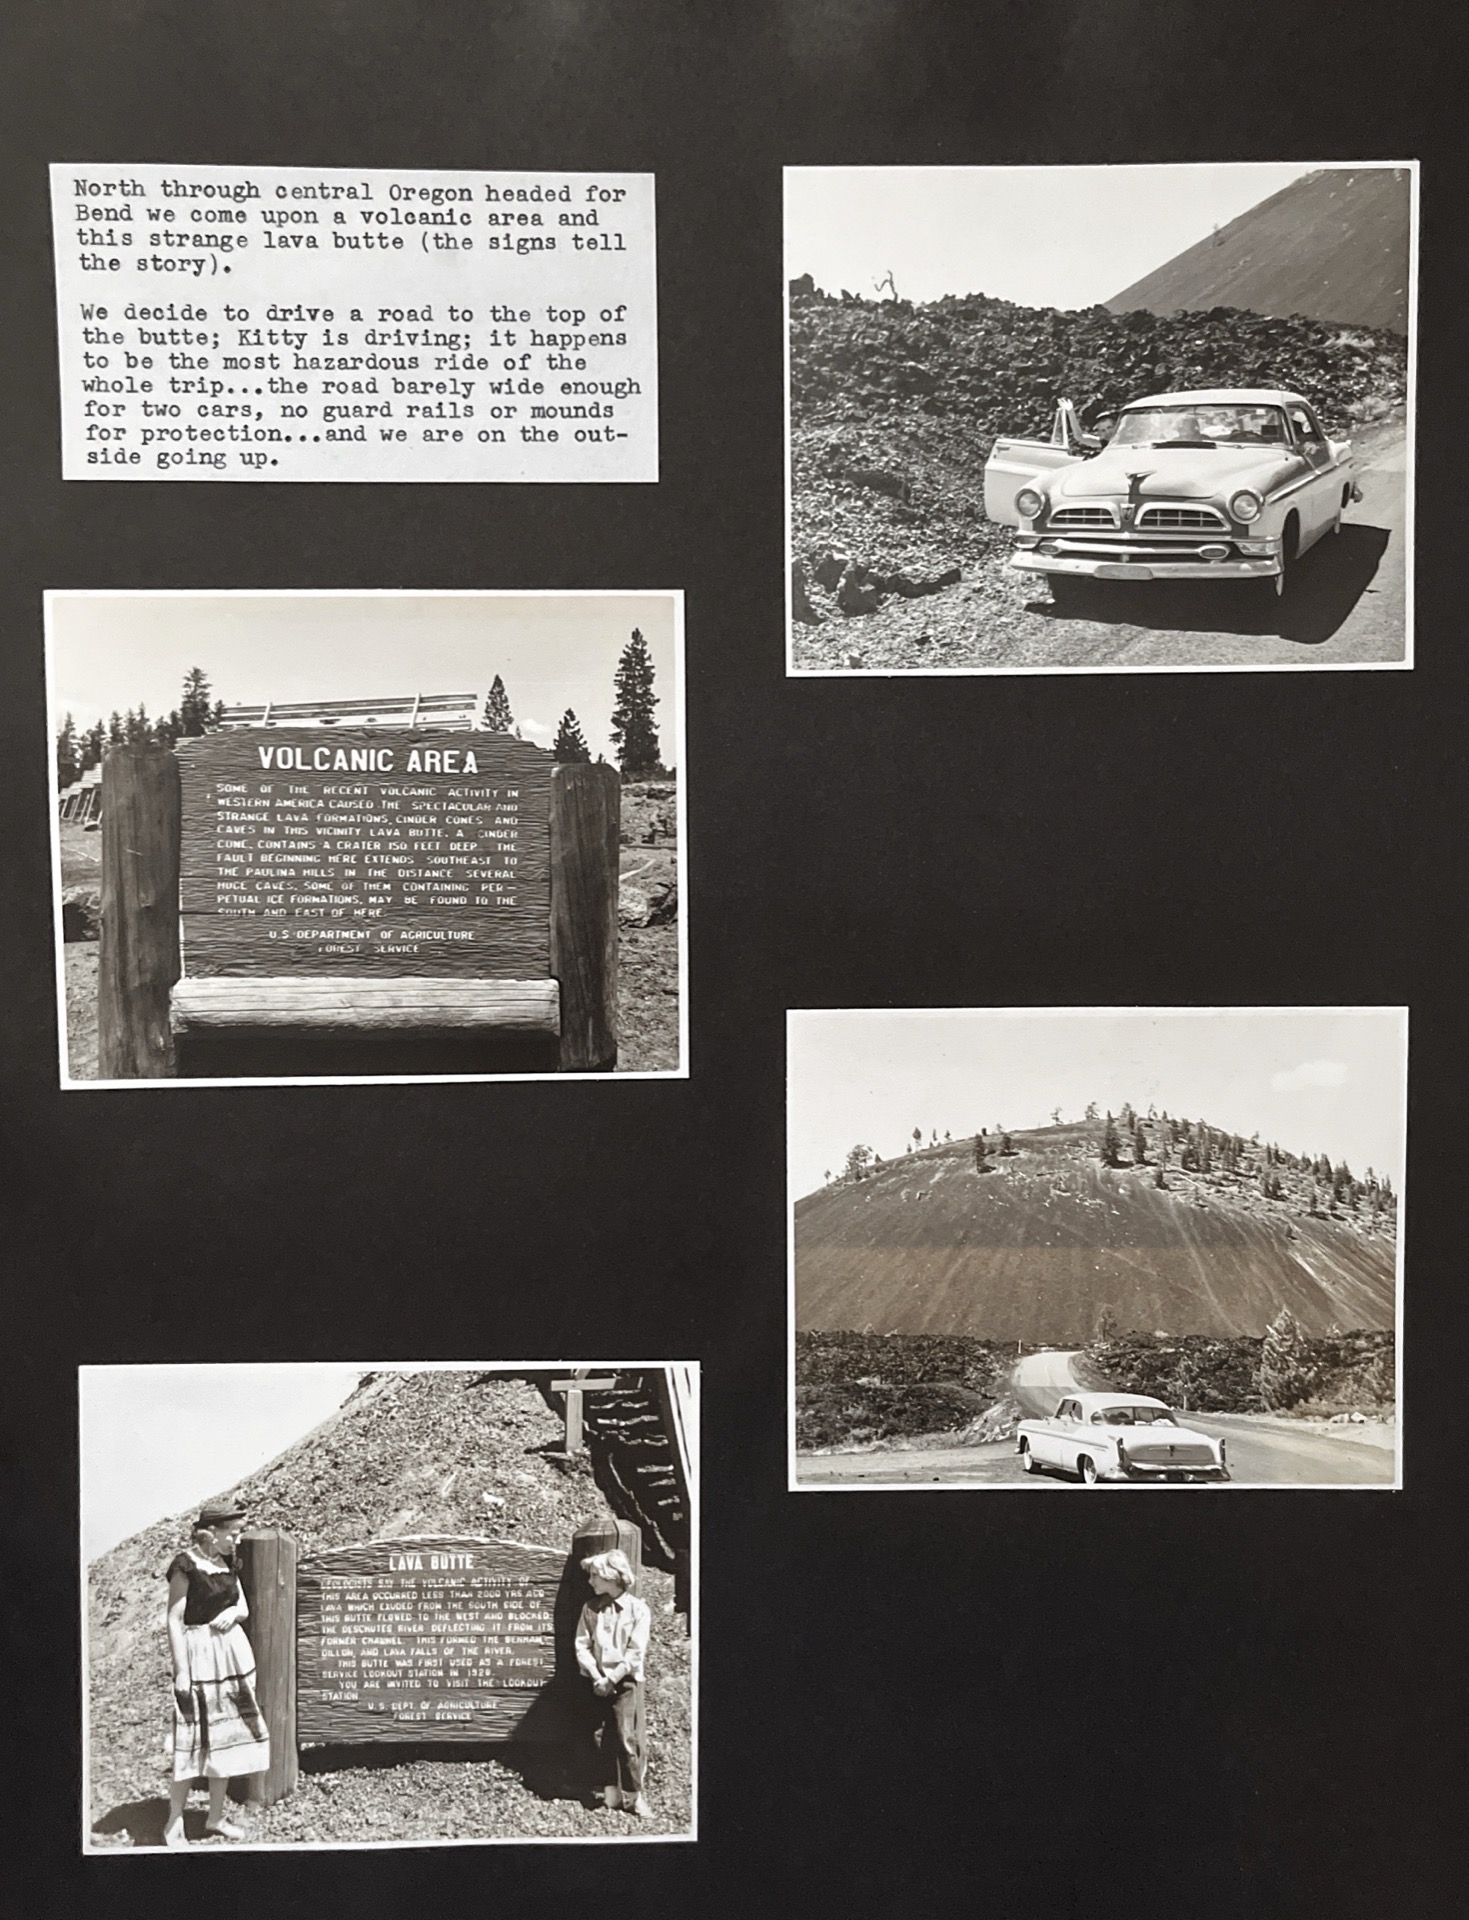 North through central Oregon headed for
Bend we come upon a volcanic area and
this strange lava butte (the signs tell
the story).
We decide to drive a road to the top of
the butte; Kitty is driving; it happens
to be the most hazardous ride of the
whole trip...the road barely wide enough
for two cars, no guard rails or mounds
for protection...and we are on the out-
side going up.
VOLCANIC AREA
SOME OF THE RECENT VOLCANIC ACTIVITY IN
WESTERN AMERICA CAUSED THE SPECTACULAR AND
STRANGE LAVA FORMATIONS, CINDER CONES AND
CAVES IN THIS VICINITY LAVA BUTTE, A CINDER
CONE, CONTAINS A CRATER 150 FEET DEEP THE
FAULT BEGINNING HERE EXTENDS SOUTHEAST TO
THE PAULINA HILLS IN THE DISTANCE SEVERAL
HUGE CAVES, SOME OF THEM CONTAINING PER-
PETUAL ICE FORMATIONS, MAY BE FOUND TO THE
SOUTH AND EAST OF HERE.
U.S DEPARTMENT OF AGRICULTURE
FOREST SERVICE
LAVA BUTTE
GEOLOGISTS SAY THE VOLCANIC ACTIVITY OF
THIS AREA OCCURRED LESS THAN 2000 YRS AGO
LAVA WHICH EXUDED FROM THE SOUTH SIDE OF
THIS BUTTE FLOWED TO THE WEST AND BLOCKED
THE DESCHUTES RIVER DEFLECTING IT FROM ITS
FORMER CHANNEL. THIS FORMED THE BENHAM,
DILLON, AND LAVA FALLS OF THE RIVER.
THIS BUTTE WAS FIRST USED AS A FOREST
SERVICE LOOKOUT STATION IN 1928.
YOU ARE INVITED TO VISIT THE LOOKOUT
STATION.
U.S. DEPT. OF AGRICULTURE
FOREST SERVICE